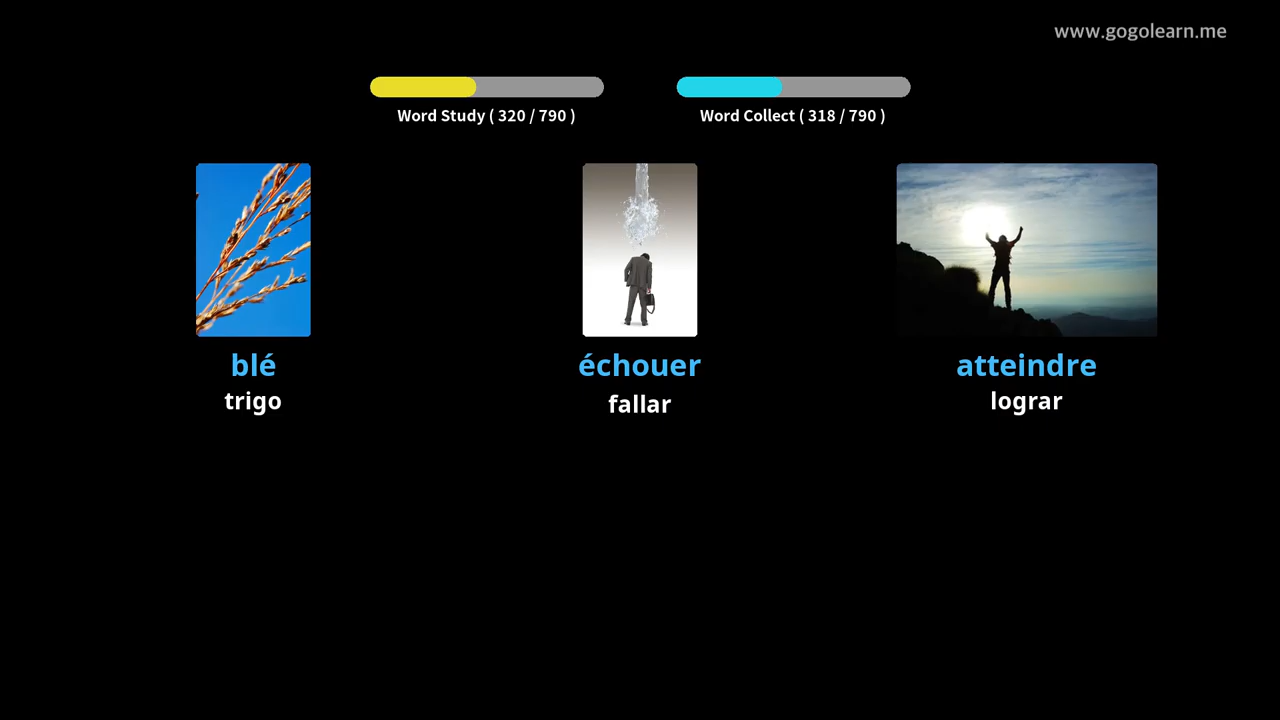 www.gogolearn.me
Word Study ( 320 / 790 )
Word Collect ( 318 / 790 )
blé
trigo
échouer
fallar
atteindre
lograr